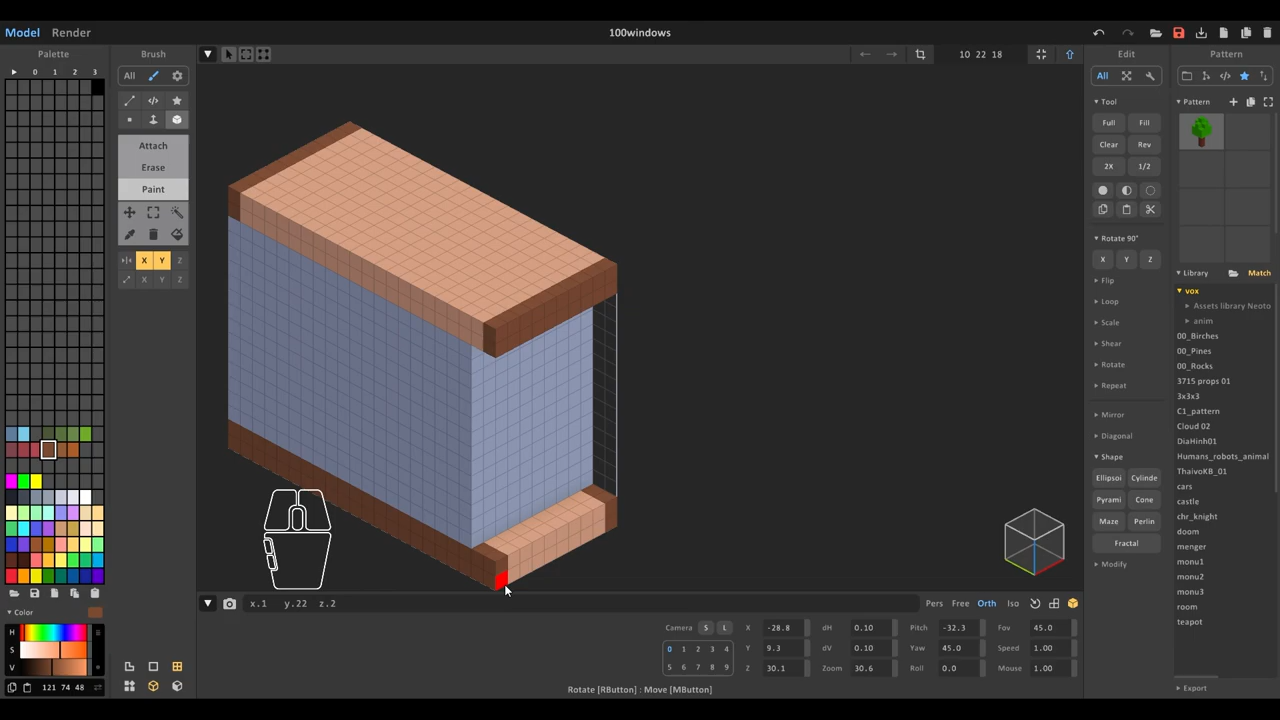 Model Render 100windows
Palette Brush 10 22 18 Edit Pattern
0 1 2 3 All All
Tool Pattern
Full Fill
Attach Clear Rev
Erase 2X 1/2
Paint
Rotate 90°
X Y Z X Y Z
X Y Z Flip
Library Match
Loop vox
Assets library Neoto
Scale anim
00_Birches
Shear 00_Pines
Rotate 00_Rocks
Repeat 3715 props 01
3x3x3
Mirror C1_pattern
Cloud 02
Diagonal DiaHinh01
Shape Humans_robots_animal
ThaivoKB_01
Ellipsoi Cylinde cars
Pyrami Cone castle
chr_knight
Maze Perlin doom
Fractal menger
Modify monu1
monu2
monu3
x.1 y.22 z.2 Pers Free Orth Iso room
Color teapot
H Camera S L X -28.8 dH 0.10 Pitch -32.3 Fov 45.0
S 0 1 2 3 4 Y 9.3 dV 0.10 Yaw 45.0 Speed 1.00
V 5 6 7 8 9 Z 30.1 Zoom 30.6 Roll 0.0 Mouse 1.00
121 74 48 Rotate [RButton] : Move [MButton] Export